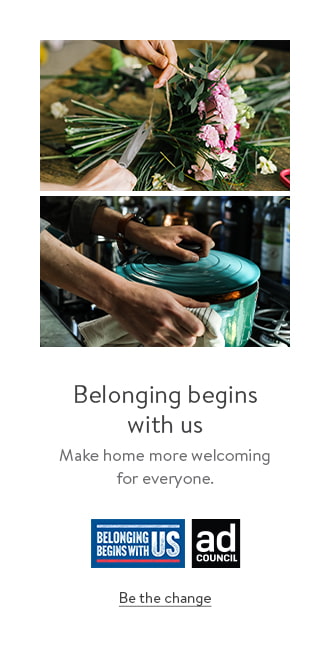 Belonging begins
with us
Make home more welcoming
for everyone.
BELONGING
BEGINS WITH US
ad
COUNCIL
Be the change